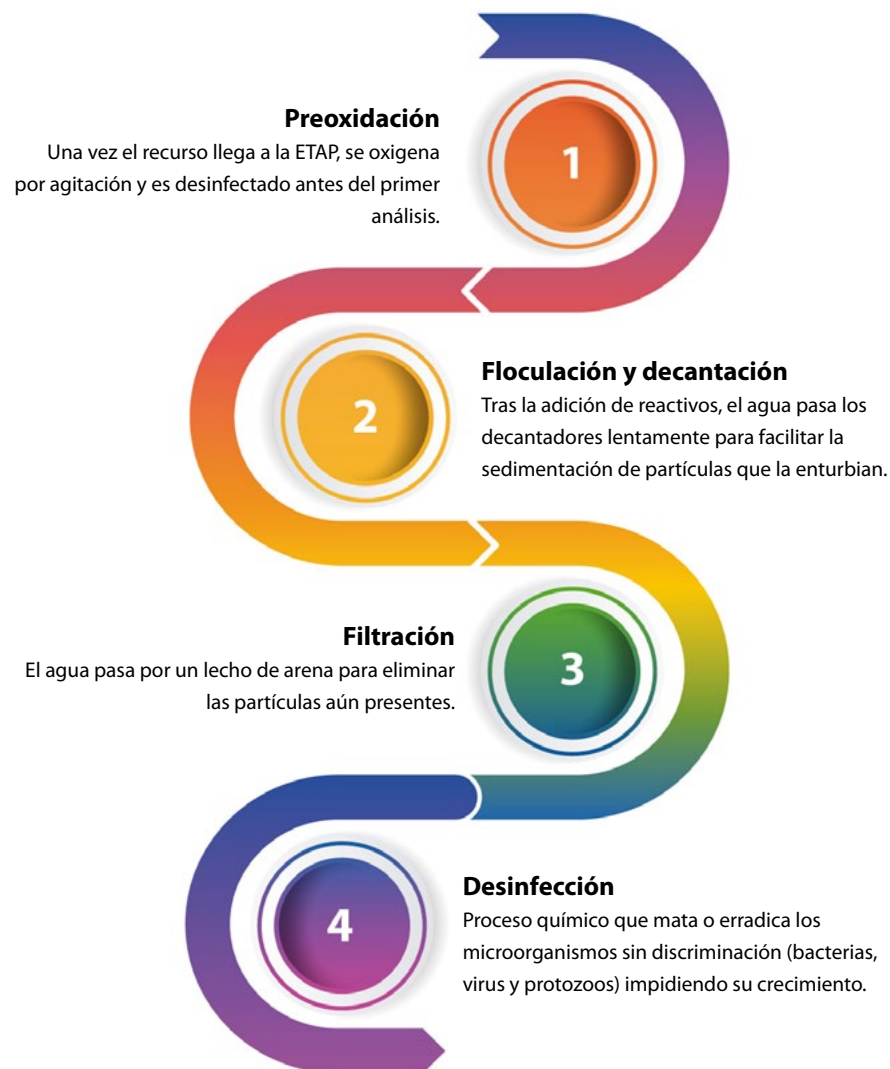 Preoxidación
Una vez el recurso llega a la ETAP, se oxigena
por agitación y es desinfectado antes del primer
análisis.
1
2
Floculación y decantación
Tras la adición de reactivos, el agua pasa los
decantadores lentamente para facilitar la
sedimentación de partículas que la enturbian.
Filtración
El agua pasa por un lecho de arena para eliminar
las partículas aún presentes.
3
4
Desinfección
Proceso químico que mata o erradica los
microorganismos sin discriminación (bacterias,
virus y protozoos) impidiendo su crecimiento.